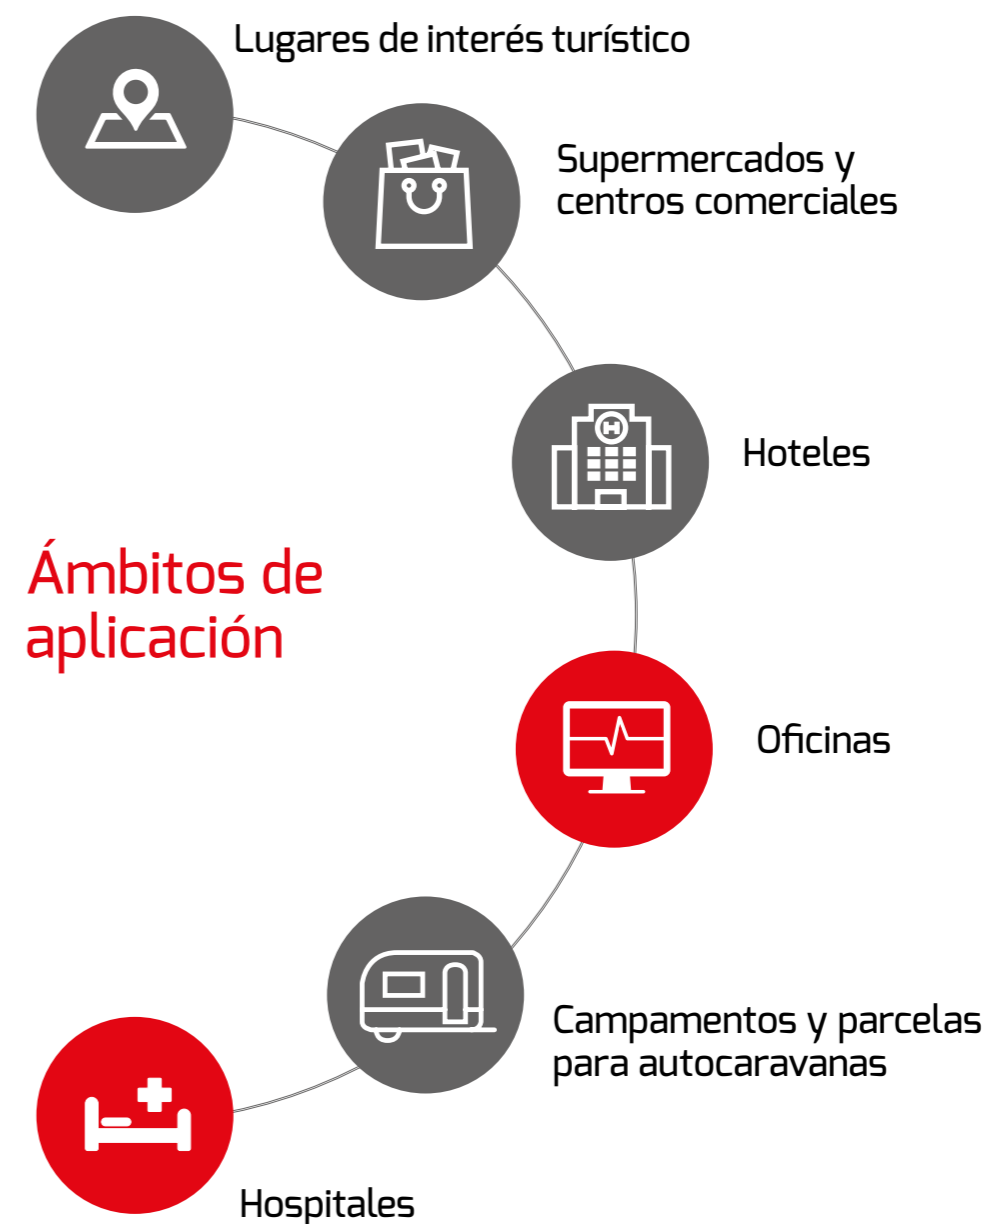 Lugares de interés turístico
Supermercados y
centros comerciales
H
Hoteles
Ámbitos de
aplicación
Oficinas
Campamentos y parcelas
para autocaravanas
Hospitales